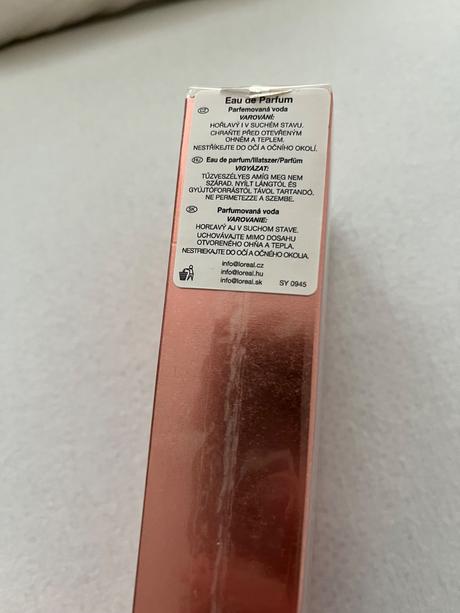 Eau de Parfum
CZ Parfemovaná voda
VAROVÁNÍ:
HOŘLAVÝ I V SUCHÉM STAVU.
CHRAŇTE PŘED OTEVŘENÝM
OHNĚM A TEPLEM.
NESTŘÍKEJTE DO OČÍ A OČNÍHO OKOLÍ.
HU Eau de parfum/Illatszer/Parfüm
VIGYÁZAT:
TŰZVESZÉLYES AMÍG MEG NEM
SZÁRAD. NYÍLT LÁNGTÓL ÉS
GYÚJTÓFORRÁSTÓL TÁVOL TARTANDÓ.
NE PERMETEZZE A SZEMBE.
SK Parfumovaná voda
VAROVANIE:
HORĽAVÝ AJ V SUCHOM STAVE.
UCHOVÁVAJTE MIMO DOSAHU
OTVORENÉHO OHŇA A TEPLA.
NESTRIEKAJTE DO OČÍ A OČNÉHO OKOLIA.
info@loreal.cz
info@loreal.hu
info@loreal.sk SY 0945